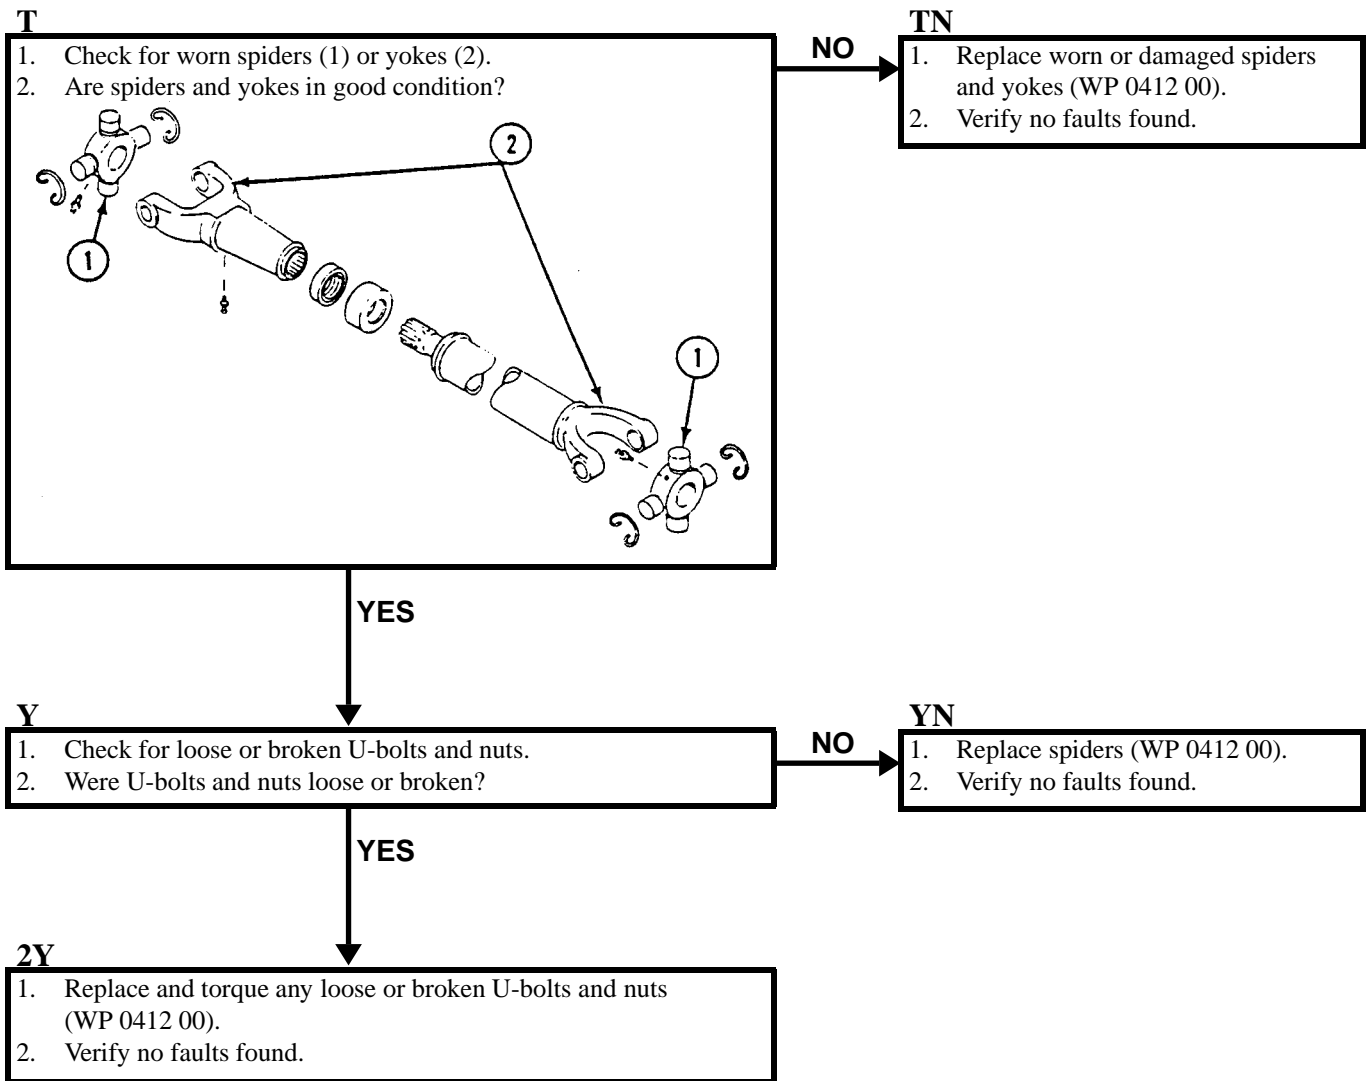 T
1. Check for worn spiders (1) or yokes (2).
2. Are spiders and yokes in good condition?
2
1
1
NO
TN
1. Replace worn or damaged spiders
and yokes (WP 0412 00).
2. Verify no faults found.
YES
Y
1. Check for loose or broken U-bolts and nuts.
2. Were U-bolts and nuts loose or broken?
NO
YN
1. Replace spiders (WP 0412 00).
2. Verify no faults found.
YES
2Y
1. Replace and torque any loose or broken U-bolts and nuts
(WP 0412 00).
2. Verify no faults found.